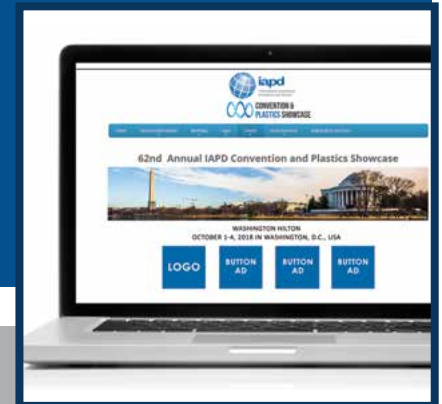 iapd
CONVENTION &
PLASTICS SHOWCASE
62nd Annual IAPD Convention and Plastics Showcase
WASHINGTON HILTON
OCTOBER 1-4, 2018 IN WASHINGTON, D.C., USA
LOGO
BUTTON
AD
BUTTON
AD
BUTTON
AD